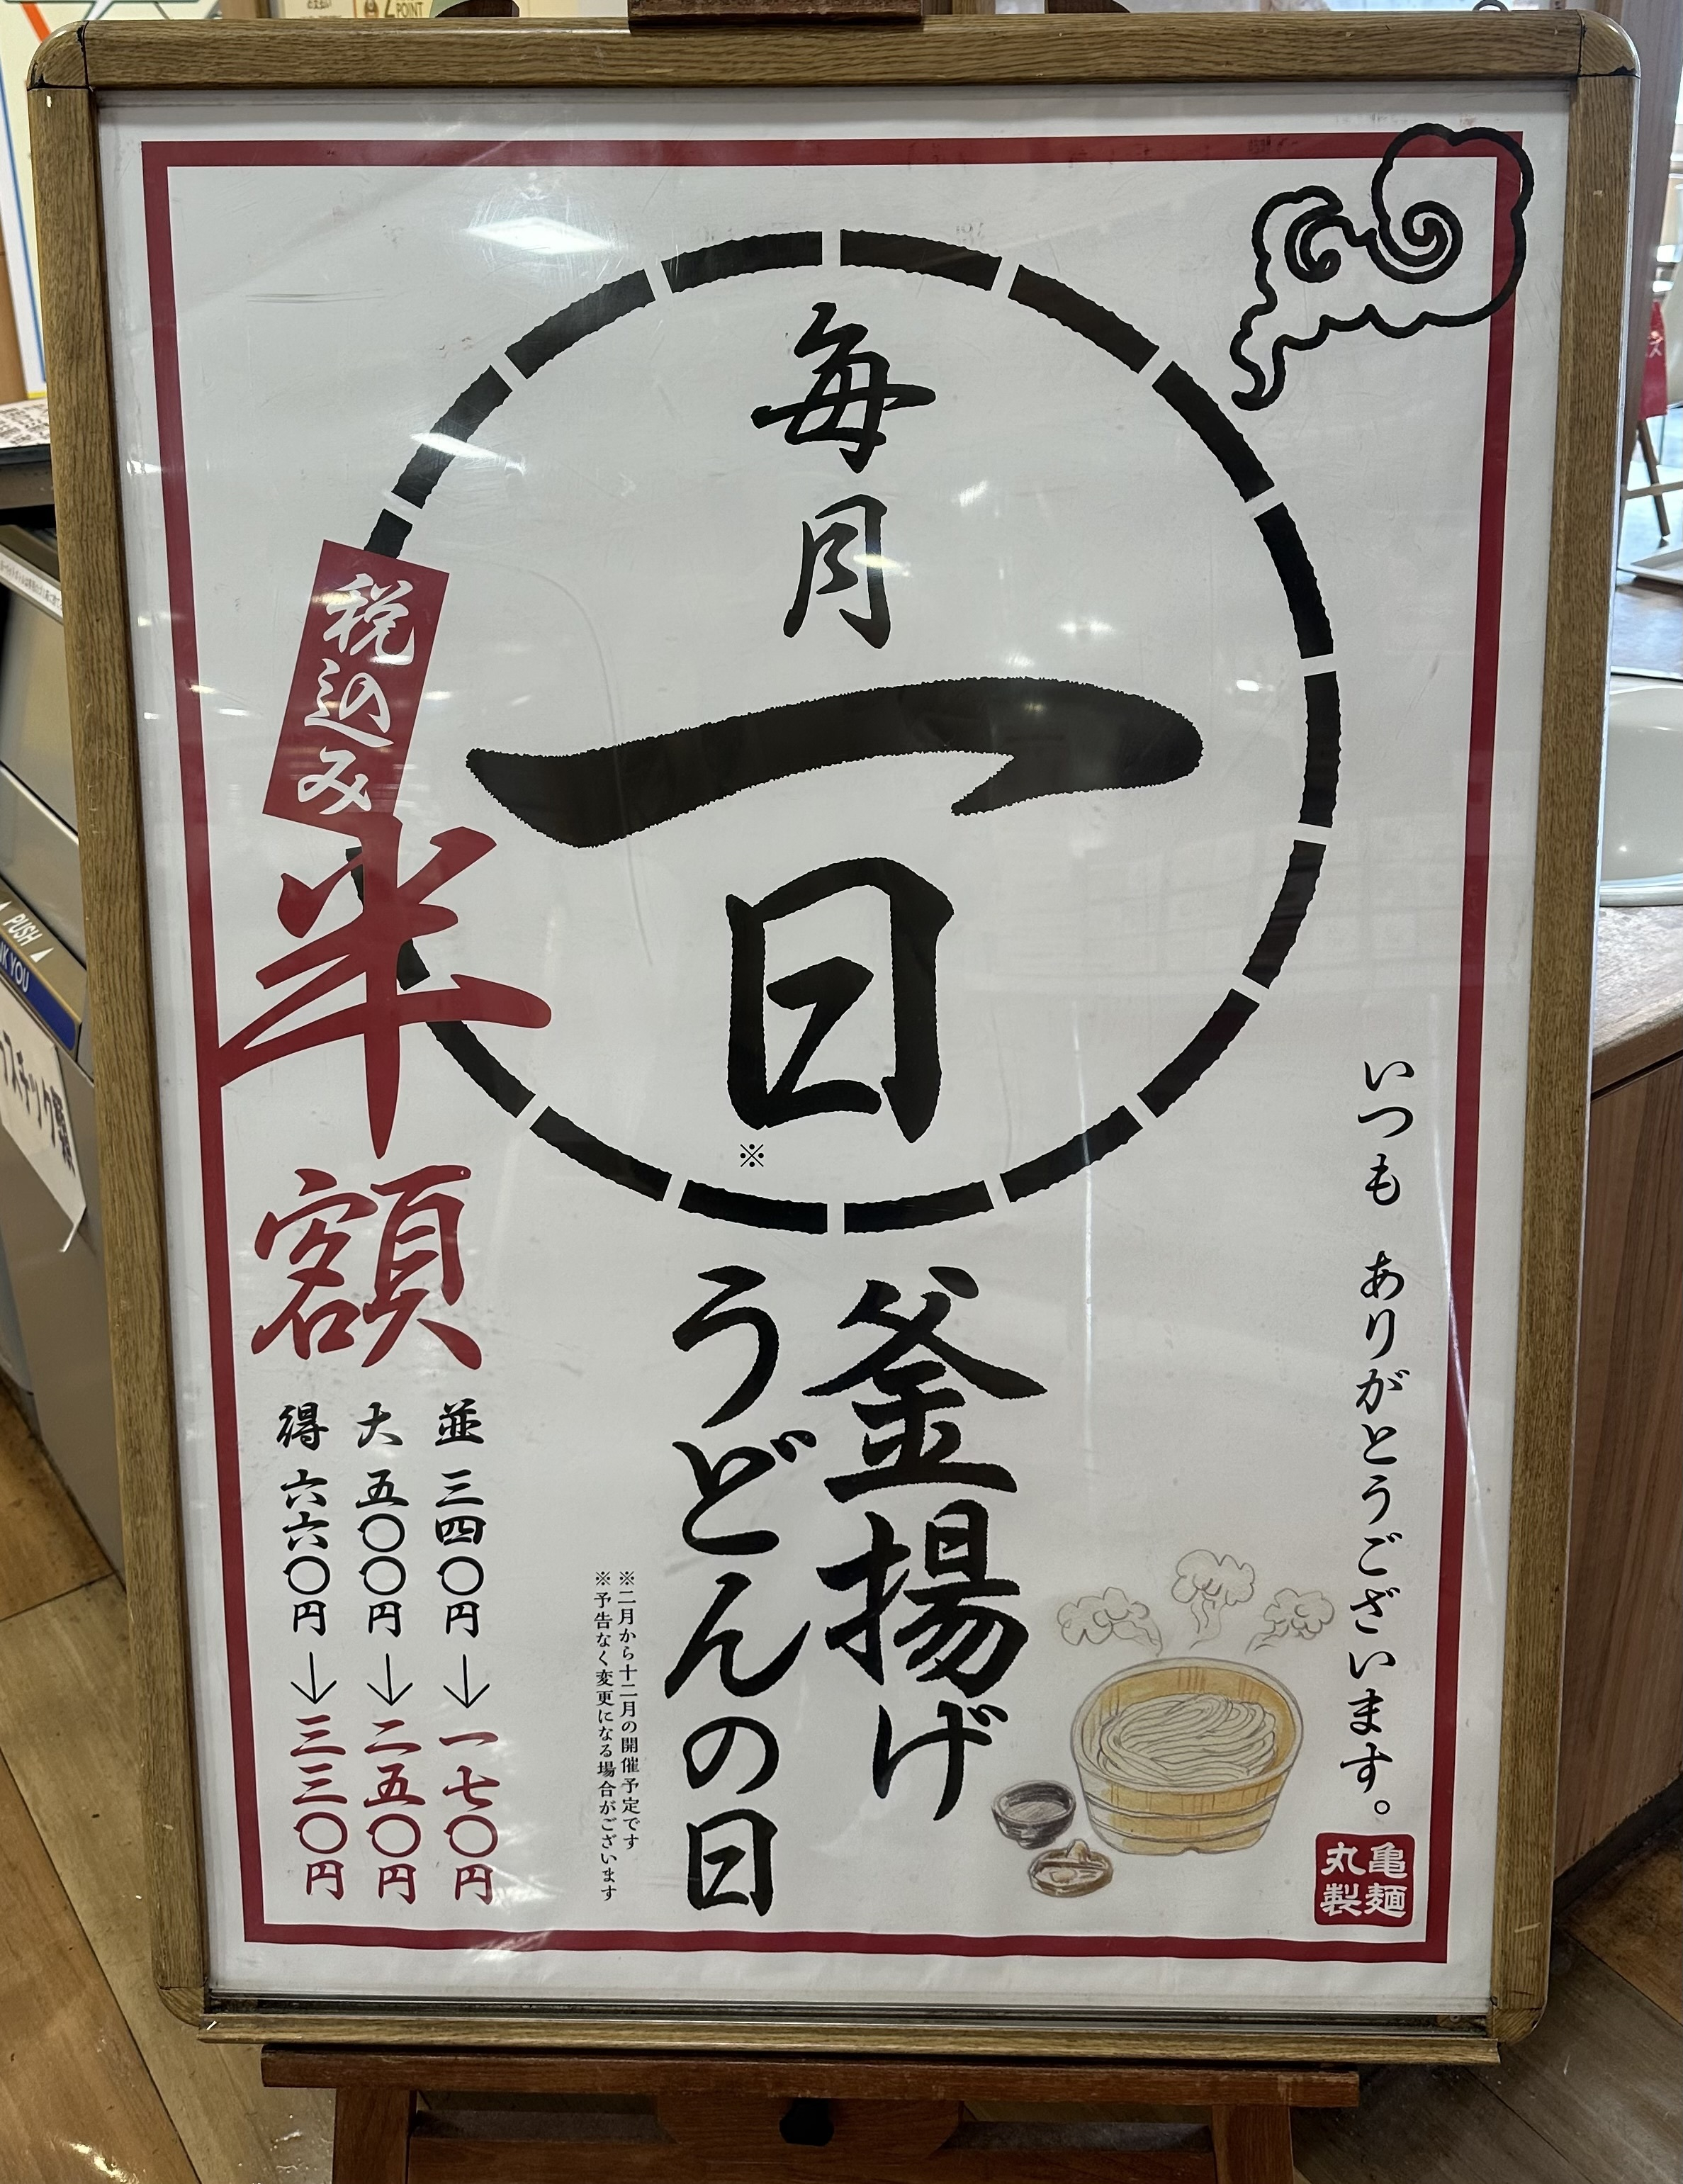 いつも ありがとうございます。
亀麺
丸製
毎月
一日
※
釜揚げ
うどんの日
※二月から十二月の開催予定です
※予告なく変更になる場合がございます
税込み
半額
並 三四〇円→一七〇円
大 五〇〇円→二五〇円
得 六六〇円→三三〇円
POINT
PUSH
K YOU